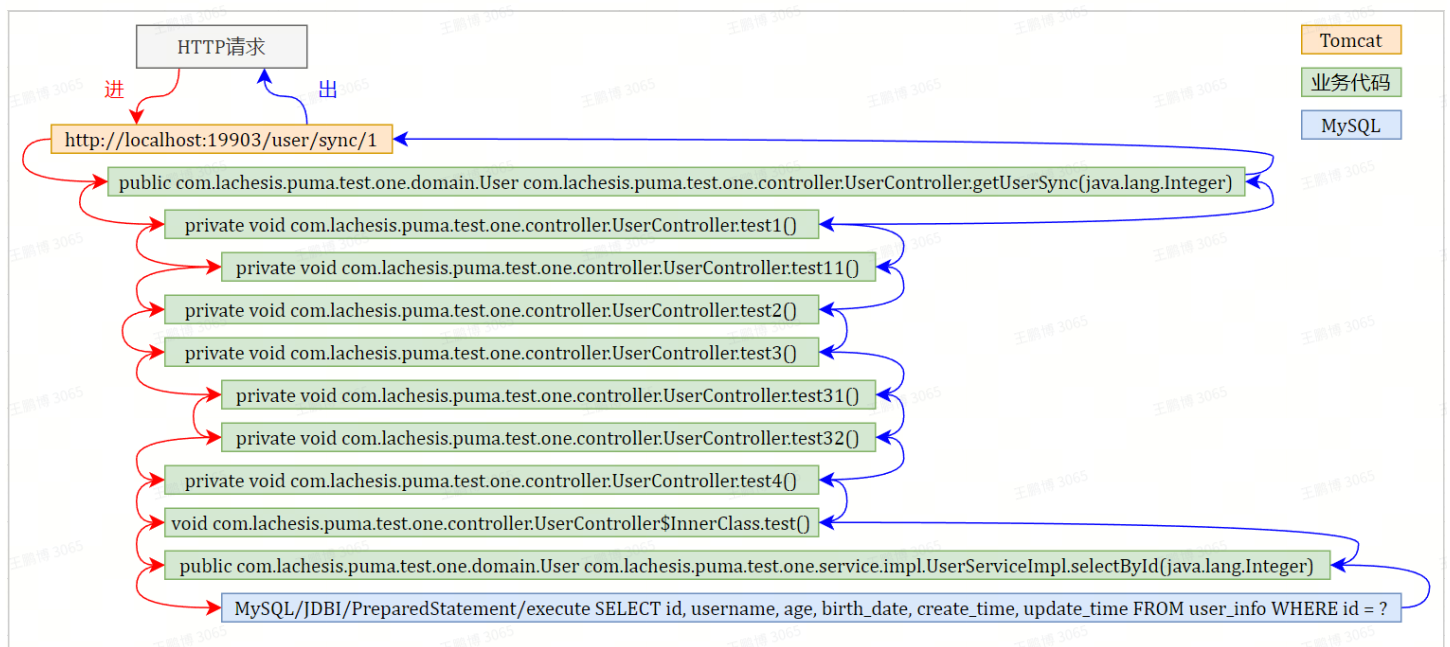 HTTP请求
Tomcat
业务代码
MySQL
进
出
http://localhost:19903/user/sync/1
public com.lachesis.puma.test.one.domain.User com.lachesis.puma.test.one.controller.UserController.getUserSync(java.lang.Integer)
private void com.lachesis.puma.test.one.controller.UserController.test1()
private void com.lachesis.puma.test.one.controller.UserController.test11()
private void com.lachesis.puma.test.one.controller.UserController.test2()
private void com.lachesis.puma.test.one.controller.UserController.test3()
private void com.lachesis.puma.test.one.controller.UserController.test31()
private void com.lachesis.puma.test.one.controller.UserController.test32()
private void com.lachesis.puma.test.one.controller.UserController.test4()
void com.lachesis.puma.test.one.controller.UserController$InnerClass.test()
public com.lachesis.puma.test.one.domain.User com.lachesis.puma.test.one.service.impl.UserServiceImpl.selectById(java.lang.Integer)
MySQL/JDBI/PreparedStatement/execute SELECT id, username, age, birth_date, create_time, update_time FROM user_info WHERE id = ?
王鹏博 3065